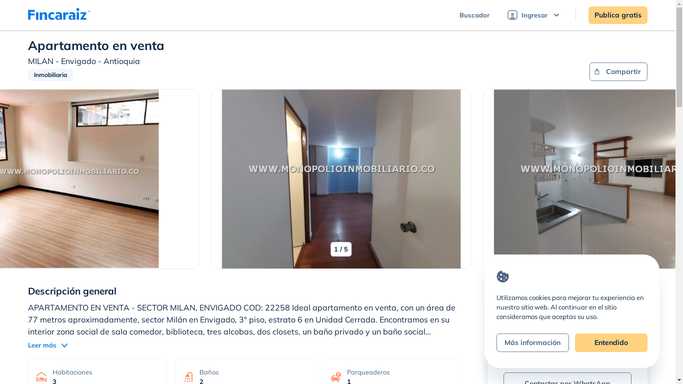 Fincaraiz
Buscador
Ingresar
Publica gratis
Apartamento en venta
MILAN - Envigado - Antioquia
Inmobiliaria
Compartir
WWW.MONOPOLIOINMOBILIARIO.CO
WWW.MONOPOLIOINMOBILIARIO.CO
WWW.MONOPOLIOINM
1 / 5
Descripción general
APARTAMENTO EN VENTA - SECTOR MILAN, ENVIGADO COD: 22258 Ideal apartamento en venta, con un área de
77 metros aproximadamente, sector Milán en Envigado, 3° piso, estrato 6 en Unidad Cerrada. Encontramos en su
interior zona social de sala comedor, biblioteca, tres alcobas, dos closets, un baño privado y un baño social...
Leer más
Habitaciones
3
Baños
2
Parqueaderos
1
Utilizamos cookies para mejorar tu experiencia en
nuestro sitio web. Al continuar en el sitio
consideramos que aceptas su uso.
Más información
Entendido
Contactar por WhatsApp